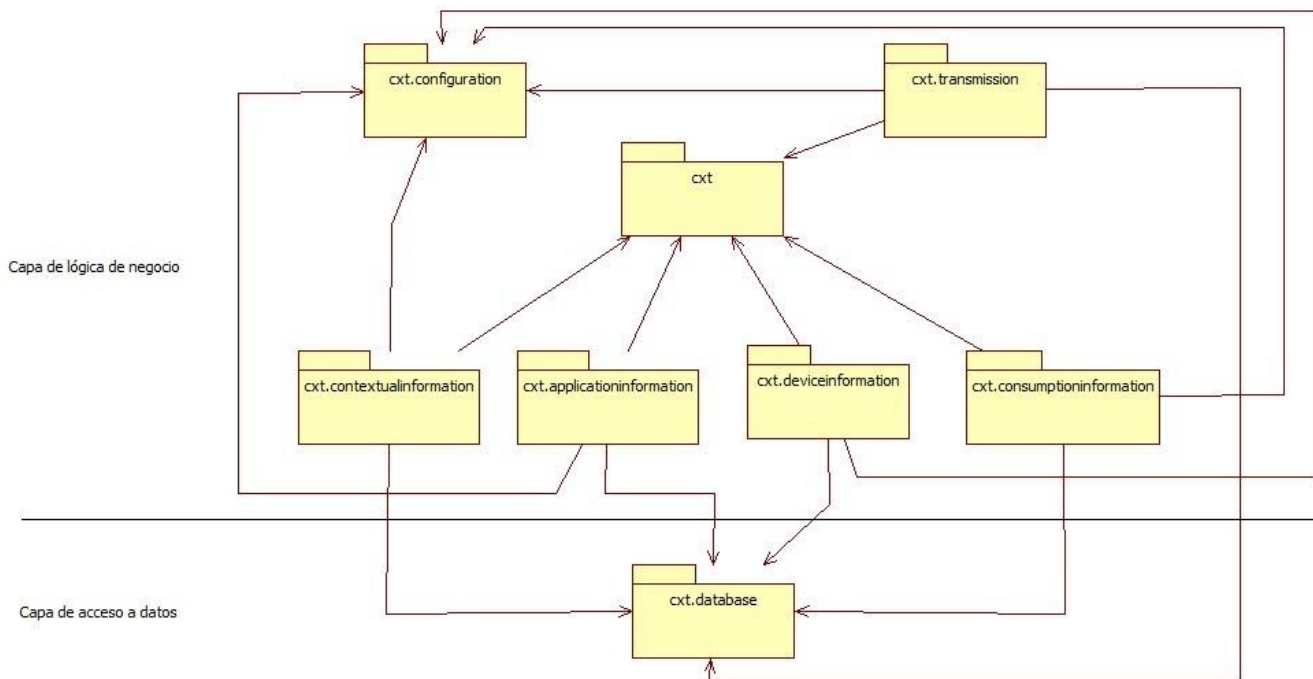 cxt.configuration
cxt.transmission
cxt
Capa de lógica de negocio
cxt.contextualinformation
cxt.applicationinformation
cxt.deviceinformation
cxt.consumptioninformation
cxt.database
Capa de acceso a datos